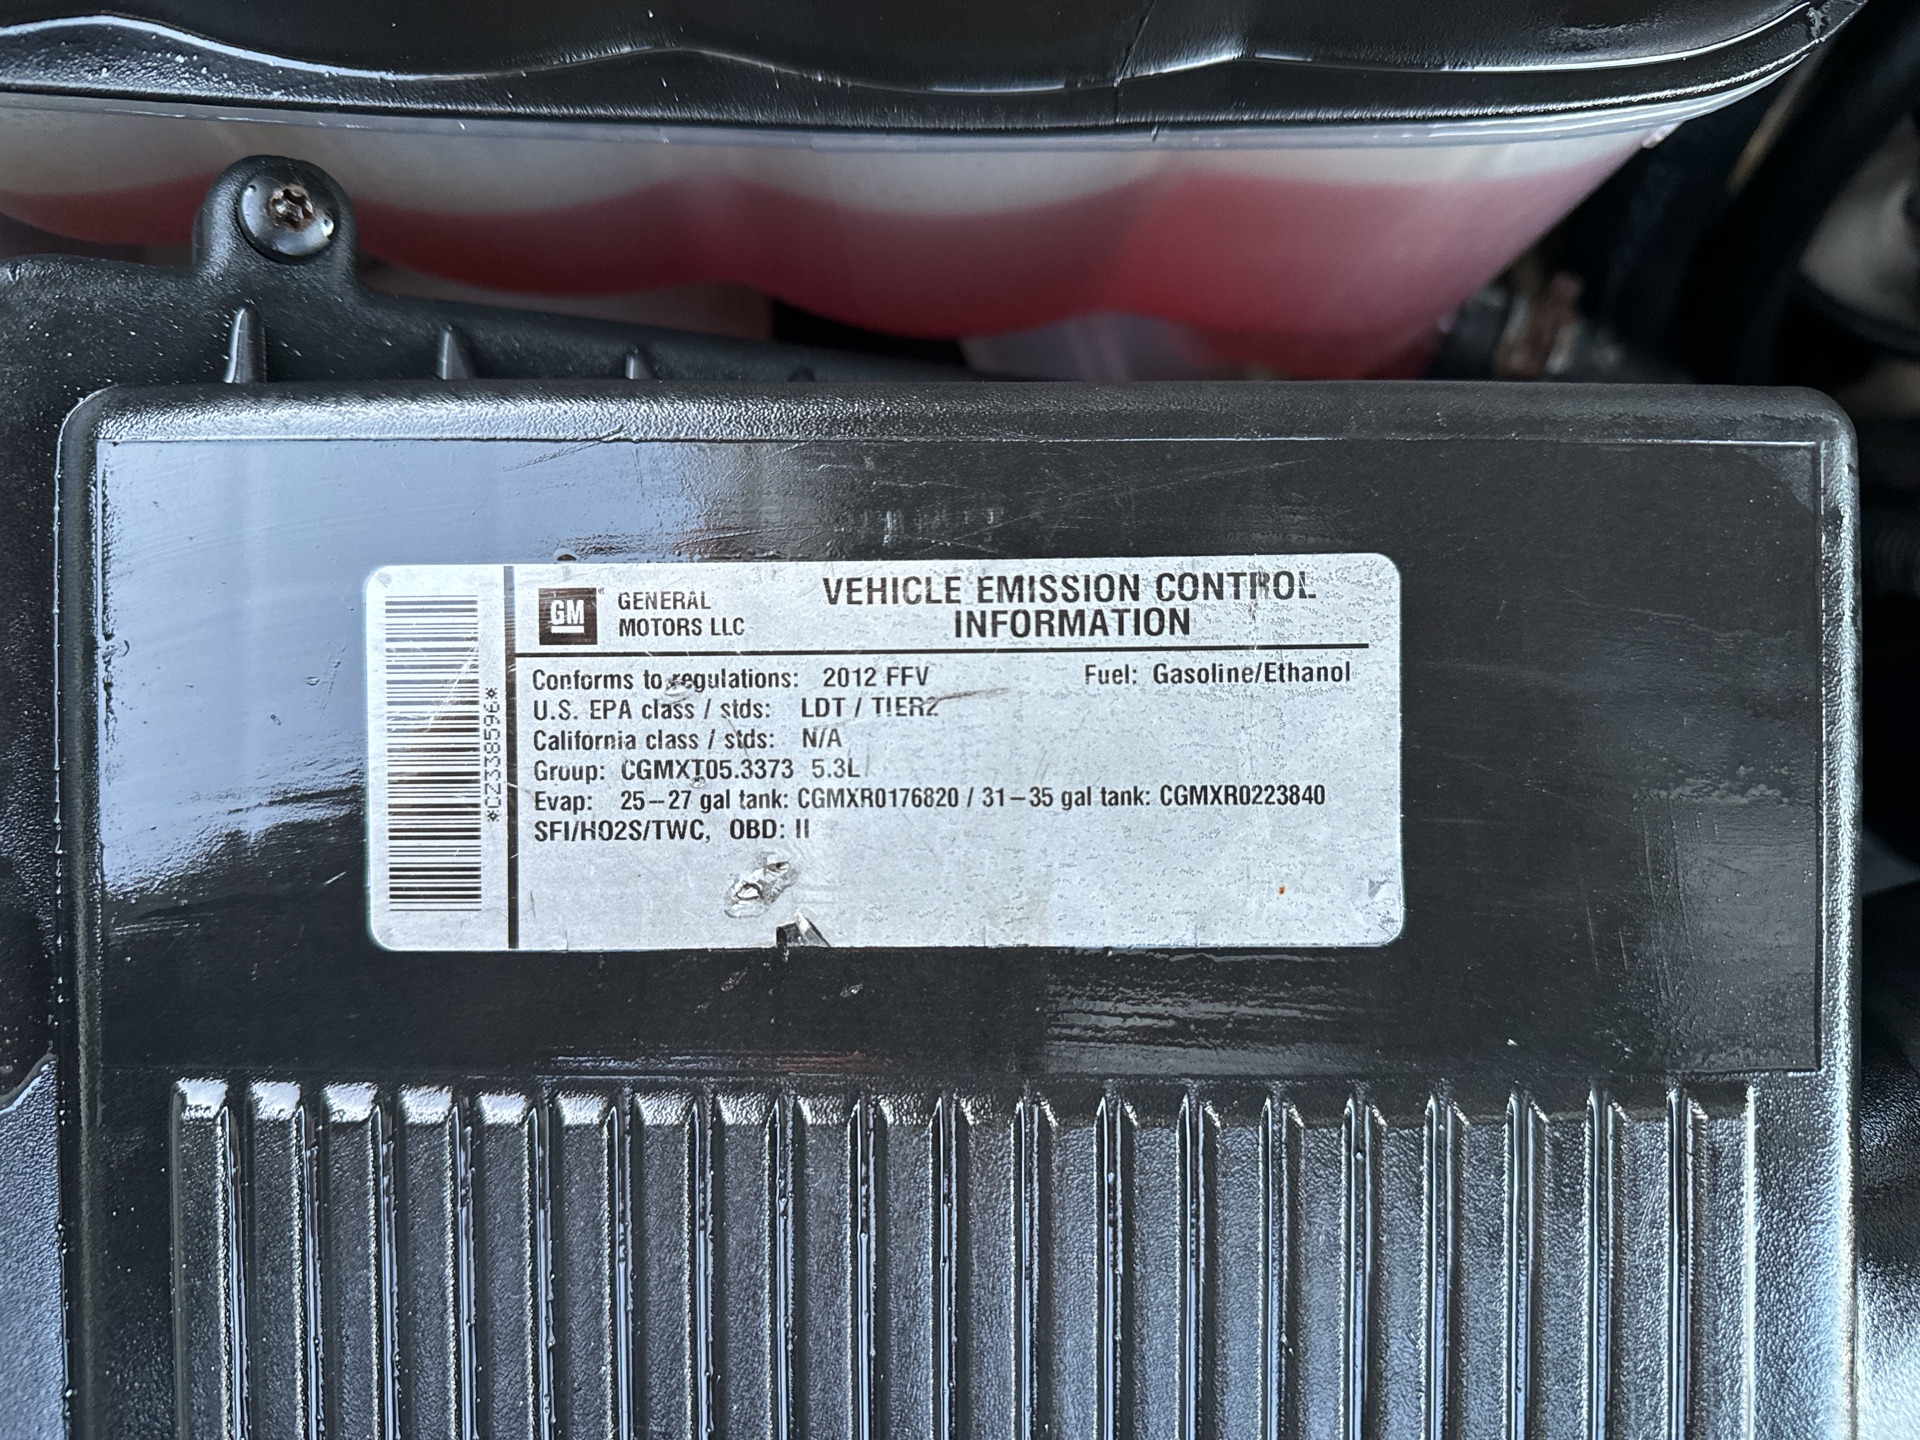 *CZ338596*
GM
GENERAL
MOTORS LLC
VEHICLE EMISSION CONTROL
INFORMATION
Conforms to regulations: 2012 FFV Fuel: Gasoline/Ethanol
U.S. EPA class / stds: LDT / TIER2
California class / stds: N/A
Group: CGMXT05.3373 5.3L
Evap: 25–27 gal tank: CGMXR0176820 / 31–35 gal tank: CGMXR0223840
SFI/HO2S/TWC, OBD: II